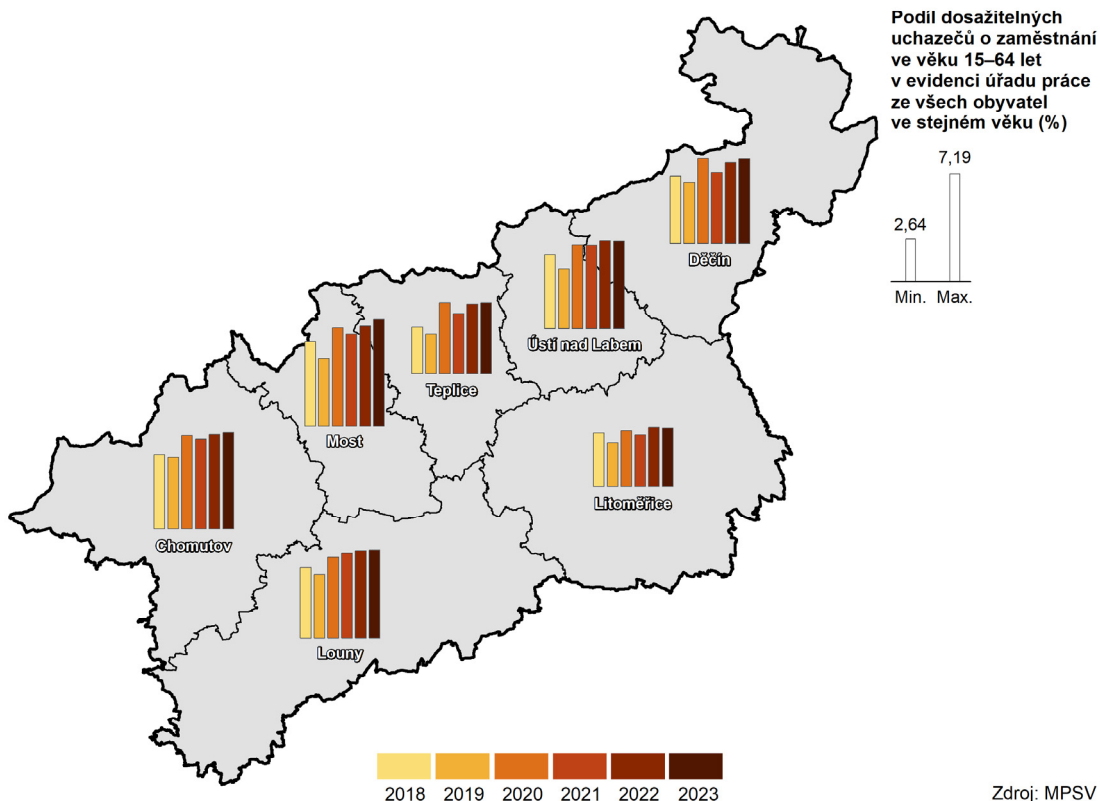 Podíl dosažitelných
uchazečů o zaměstnání
ve věku 15–64 let
v evidenci úřadu práce
ze všech obyvatel
ve stejném věku (%)
7,19
2,64
Min. Max.
Děčín
Ústí nad Labem
Teplice
Most
Litoměřice
Chomutov
Louny
2018 2019 2020 2021 2022 2023
Zdroj: MPSV